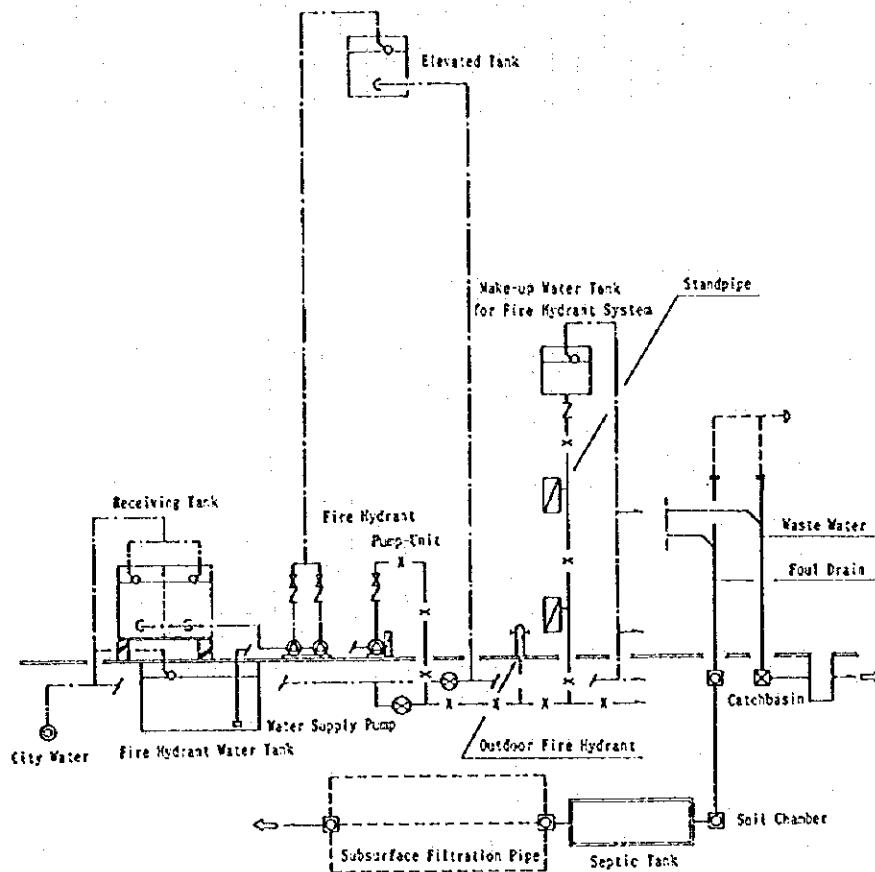 Elevated Tank
Make-up Water Tank
for Fire Hydrant System
Standpipe
Receiving Tank
Fire Hydrant
Pump-Unit
Waste Water
Foul Drain
Catchbasin
City Water
Fire Hydrant Water Tank
Water Supply Pump
Outdoor Fire Hydrant
Soil Chamber
Subsurface Filtration Pipe
Septic Tank